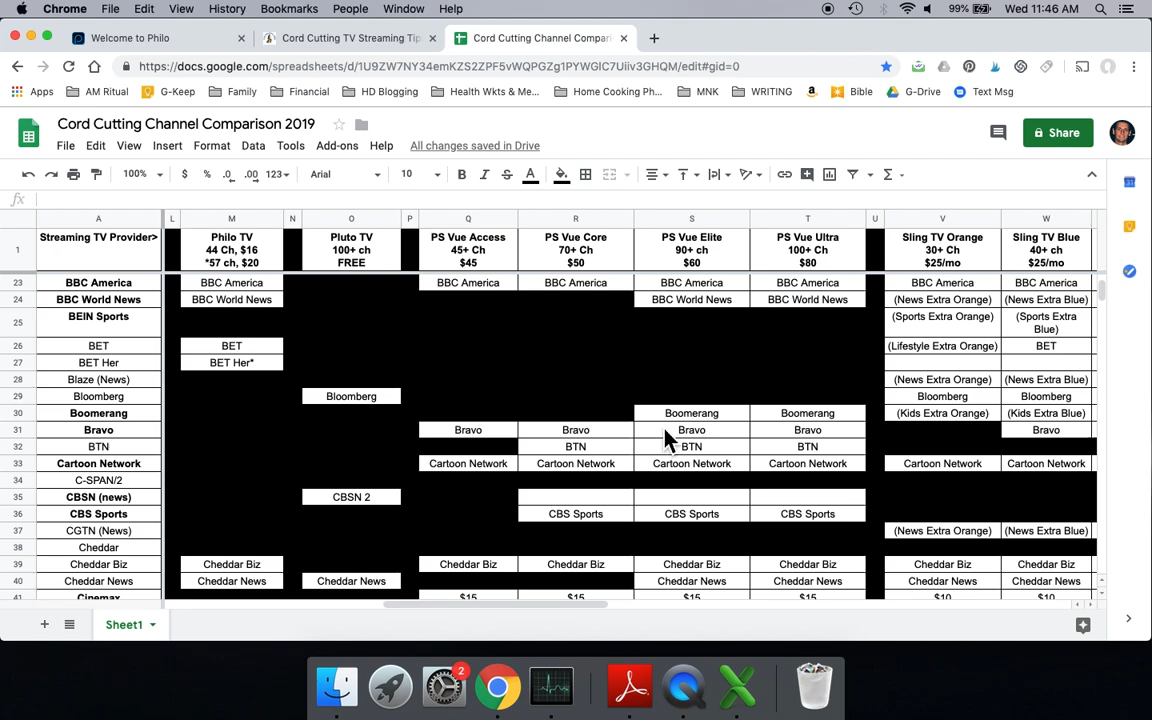 Chrome File Edit View History Bookmarks People Window Help 99% Wed 11:46 AM
Welcome to Philo × Cord Cutting TV Streaming Tip × Cord Cutting Channel Compari × +
https://docs.google.com/spreadsheets/d/1U9ZW7NY34emKZS2ZPF5vWQPGZg1PYWGlC7Uiiv3GHQM/edit#gid=0
Apps AM Ritual G-Keep Family Financial HD Blogging Health Wkts & Me... Home Cooking Ph... MNK WRITING Bible G-Drive Text Msg
Cord Cutting Channel Comparison 2019
Share
File Edit View Insert Format Data Tools Add-ons Help All changes saved in Drive
100% $ % .0 .00 123 Arial 10 B I S A
fx
A L M N O P Q R S T U V W
1 Streaming TV Provider> Philo TV Pluto TV PS Vue Access PS Vue Core PS Vue Elite PS Vue Ultra Sling TV Orange Sling TV Blue
44 Ch, $16 100+ ch 45+ Ch 70+ Ch 90+ch 100+ Ch 30+ Ch 40+ ch
*57 ch, $20 FREE $45 $50 $60 $80 $25/mo $25/mo
23 BBC America BBC America BBC America BBC America BBC America BBC America BBC America BBC America
24 BBC World News BBC World News BBC World News BBC World News (News Extra Orange) (News Extra Blue)
25 BEIN Sports (Sports Extra Orange) (Sports Extra
Blue)
26 BET BET (Lifestyle Extra Orange) BET
27 BET Her BET Her*
28 Blaze (News) (News Extra Orange) (News Extra Blue)
29 Bloomberg Bloomberg Bloomberg Bloomberg
30 Boomerang Boomerang Boomerang (Kids Extra Orange) (Kids Extra Blue)
31 Bravo Bravo Bravo Bravo Bravo Bravo
32 BTN BTN BTN BTN
33 Cartoon Network Cartoon Network Cartoon Network Cartoon Network Cartoon Network Cartoon Network Cartoon Network
34 C-SPAN/2
35 CBSN (news) CBSN 2
36 CBS Sports CBS Sports CBS Sports CBS Sports
37 CGTN (News) (News Extra Orange) (News Extra Blue)
38 Cheddar
39 Cheddar Biz Cheddar Biz Cheddar Biz Cheddar Biz Cheddar Biz Cheddar Biz Cheddar Biz Cheddar Biz
40 Cheddar News Cheddar News Cheddar News Cheddar News Cheddar News Cheddar News Cheddar News
41 Cinemax $15 $15 $15 $15 $10 $10
Sheet1
2